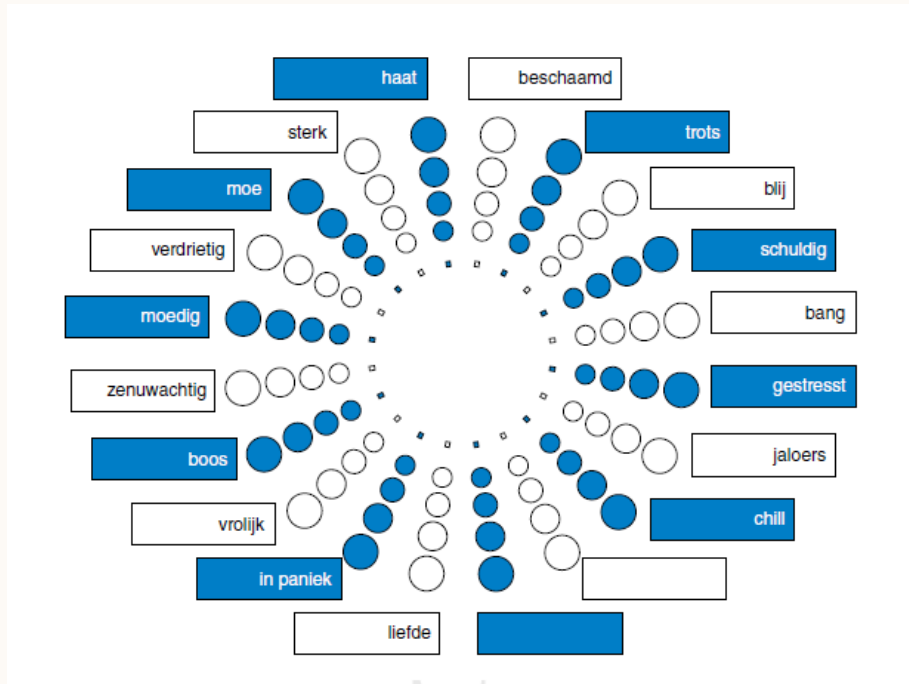 haat
beschaamd
sterk
trots
moe
blij
verdrietig
schuldig
moedig
bang
zenuwachtig
gestresst
boos
jaloers
vrolijk
chill
in paniek
liefde